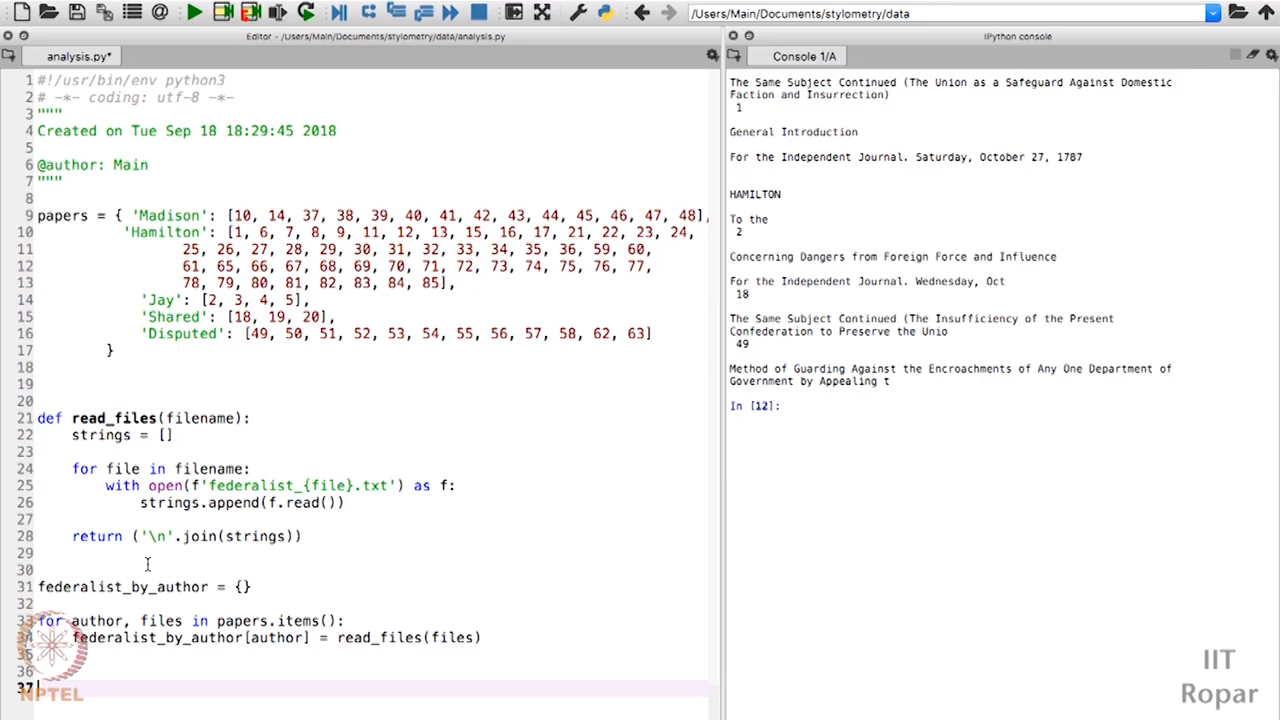 /Users/Main/Documents/stylometry/data
Editor - /Users/Main/Documents/stylometry/data/analysis.py
analysis.py*
1 #!/usr/bin/env python3
2 # -*- coding: utf-8 -*-
3 """
4 Created on Tue Sep 18 18:29:45 2018
5
6 @author: Main
7 """
8
9 papers = { 'Madison': [10, 14, 37, 38, 39, 40, 41, 42, 43, 44, 45, 46, 47, 48],
10 'Hamilton': [1, 6, 7, 8, 9, 11, 12, 13, 15, 16, 17, 21, 22, 23, 24,
11 25, 26, 27, 28, 29, 30, 31, 32, 33, 34, 35, 36, 59, 60,
12 61, 65, 66, 67, 68, 69, 70, 71, 72, 73, 74, 75, 76, 77,
13 78, 79, 80, 81, 82, 83, 84, 85],
14 'Jay': [2, 3, 4, 5],
15 'Shared': [18, 19, 20],
16 'Disputed': [49, 50, 51, 52, 53, 54, 55, 56, 57, 58, 62, 63]
17 }
18
19
20
21 def read_files(filename):
22 strings = []
23
24 for file in filename:
25 with open(f'federalist_{file}.txt') as f:
26 strings.append(f.read())
27
28 return ('\n'.join(strings))
29
30
31 federalist_by_author = {}
32
33 for author, files in papers.items():
34 federalist_by_author[author] = read_files(files)
35
36
37
NPTEL
IPython console
Console 1/A
The Same Subject Continued (The Union as a Safeguard Against Domestic
Faction and Insurrection)
1
General Introduction
For the Independent Journal. Saturday, October 27, 1787
HAMILTON
To the
2
Concerning Dangers from Foreign Force and Influence
For the Independent Journal. Wednesday, Oct
18
The Same Subject Continued (The Insufficiency of the Present
Confederation to Preserve the Unio
49
Method of Guarding Against the Encroachments of Any One Department of
Government by Appealing t
In [12]:
IIT
Ropar